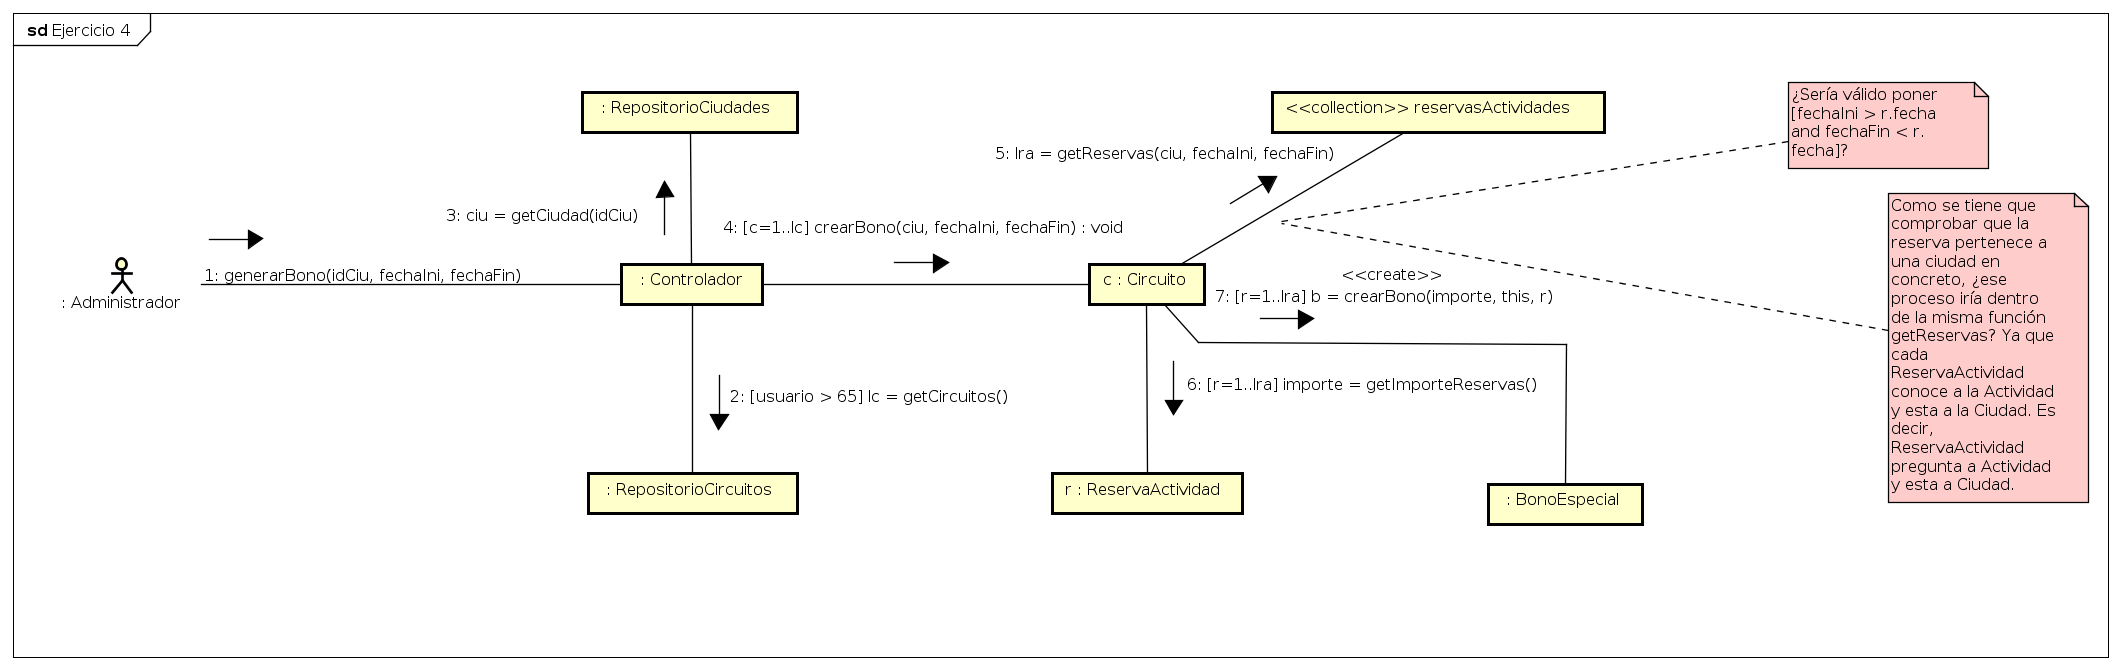 sd Ejercicio 4
: RepositorioCiudades
<<collection>> reservasActividades
¿Sería válido poner
[fechaIni > r.fecha
and fechaFin < r.
fecha]?
5: lra = getReservas(ciu, fechaIni, fechaFin)
3: ciu = getCiudad(idCiu)
4: [c=1..lc] crearBono(ciu, fechaIni, fechaFin) : void
Como se tiene que
comprobar que la
reserva pertenece a
una ciudad en
concreto, ¿ese
proceso iría dentro
de la misma función
getReservas? Ya que
cada
ReservaActividad
conoce a la Actividad
y esta a la Ciudad. Es
decir,
ReservaActividad
pregunta a Actividad
y esta a Ciudad.
1: generarBono(idCiu, fechaIni, fechaFin)
: Administrador
: Controlador
c : Circuito
<<create>>
7: [r=1..lra] b = crearBono(importe, this, r)
2: [usuario > 65] lc = getCircuitos()
6: [r=1..lra] importe = getImporteReservas()
: RepositorioCircuitos
r : ReservaActividad
: BonoEspecial